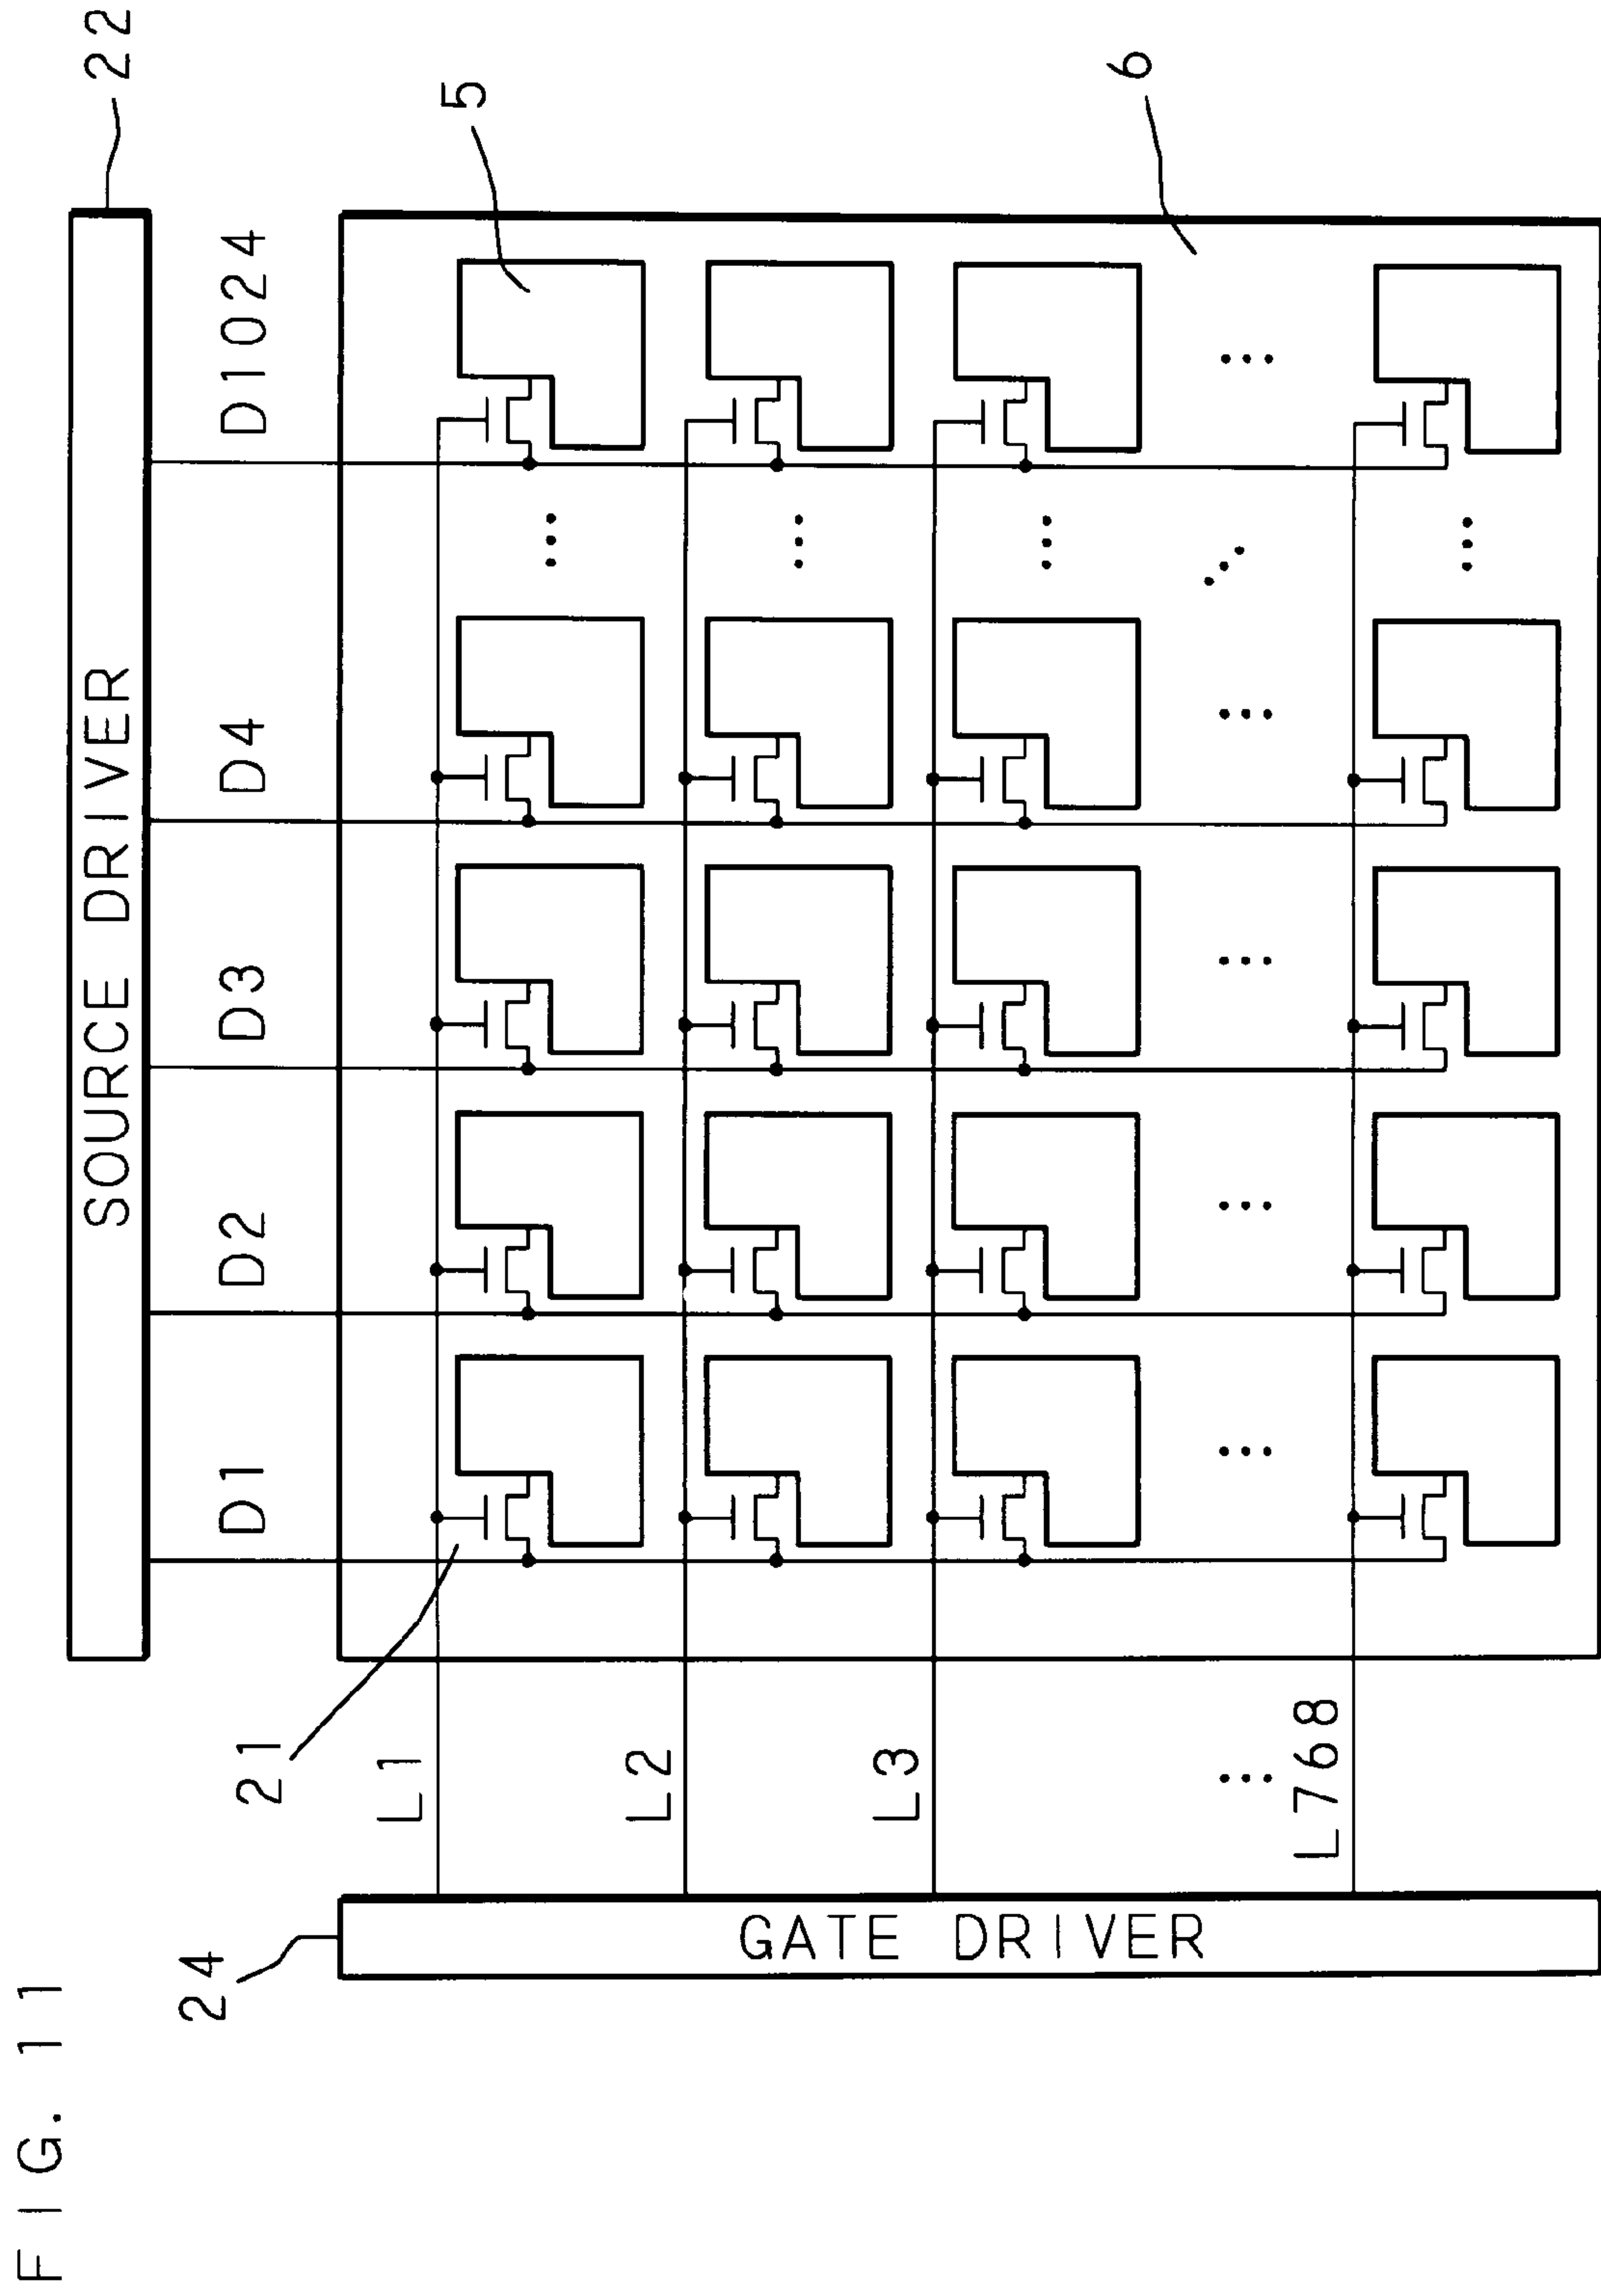 FIG. 11
22
SOURCE DRIVER
24
21
D1
D2
D3
D4
D1024
5
L1
L2
L3
...
L768
GATE DRIVER
6